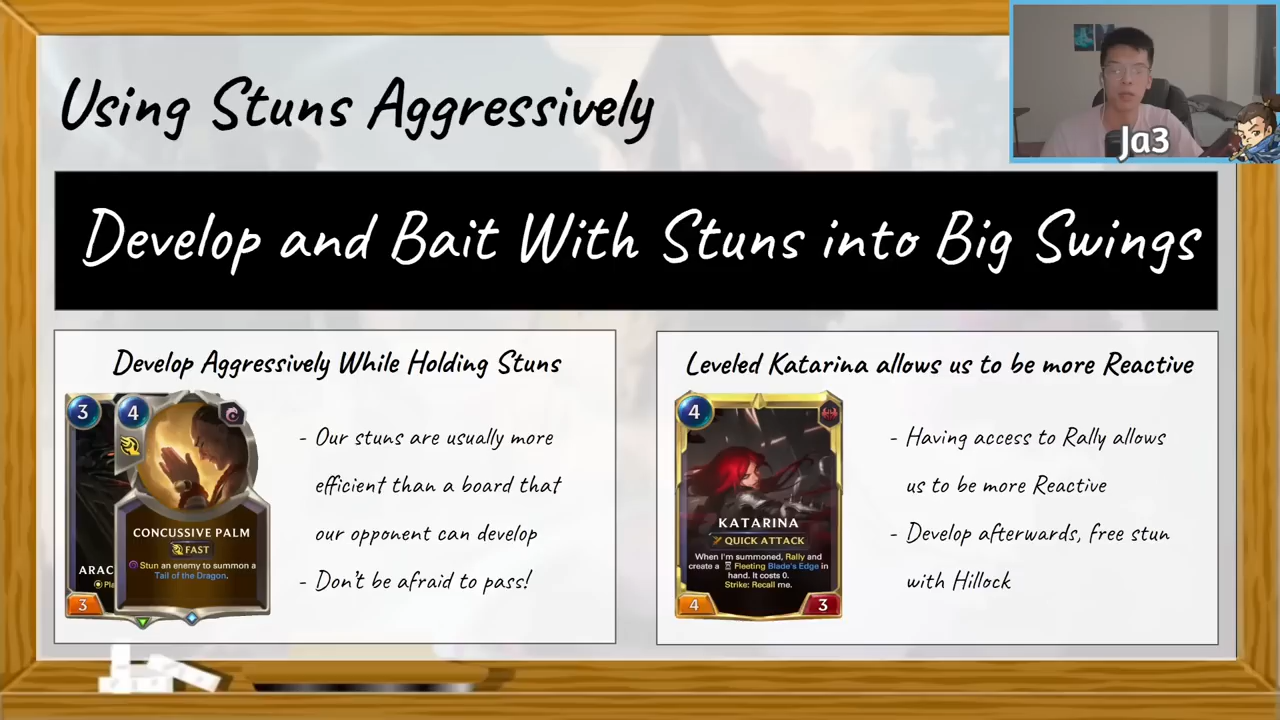 Using Stuns Aggressively
Ja3
Develop and Bait With Stuns into Big Swings
Develop Aggressively While Holding Stuns
3
4
CONCUSSIVE PALM
FAST
Stun an enemy to summon a
Tail of the Dragon.
ARAC
Pla
3
- Our stuns are usually more
efficient than a board that
our opponent can develop
- Don't be afraid to pass!
Leveled Katarina allows us to be more Reactive
4
KATARINA
QUICK ATTACK
When I'm summoned, Rally and
create a Fleeting Blade's Edge in
hand. It costs 0.
Strike: Recall me.
4
3
- Having access to Rally allows
us to be more Reactive
- Develop afterwards, free stun
with Hillock